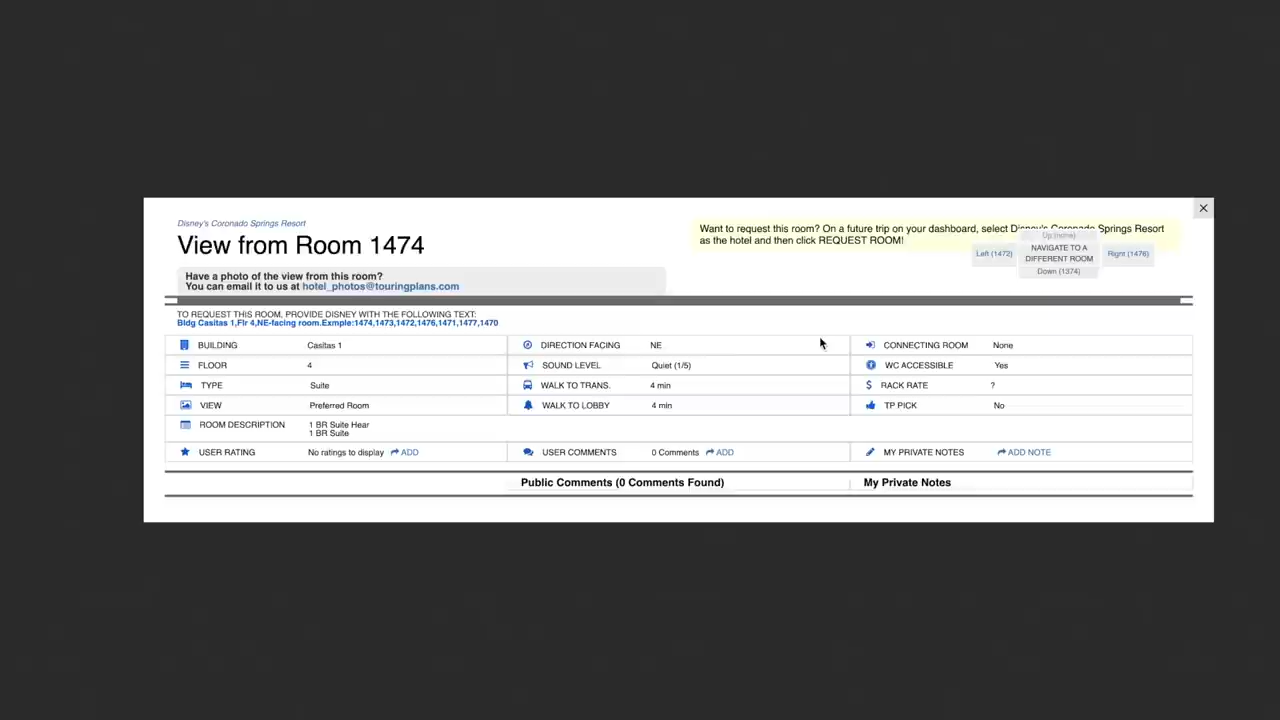 Disney's Coronado Springs Resort
View from Room 1474
Have a photo of the view from this room?
You can email it to us at hotel_photos@touringplans.com
Want to request this room? On a future trip on your dashboard, select Disney's Coronado Springs Resort
as the hotel and then click REQUEST ROOM!
Up (none)
Left (1472)
NAVIGATE TO A
DIFFERENT ROOM
Right (1476)
Down (1374)
TO REQUEST THIS ROOM, PROVIDE DISNEY WITH THE FOLLOWING TEXT:
Bldg Casitas 1,Flr 4,NE-facing room.Exmple:1474,1473,1472,1476,1471,1477,1470
BUILDING Casitas 1 DIRECTION FACING NE CONNECTING ROOM None
FLOOR 4 SOUND LEVEL Quiet (1/5) WC ACCESSIBLE Yes
TYPE Suite WALK TO TRANS. 4 min RACK RATE ?
VIEW Preferred Room WALK TO LOBBY 4 min TP PICK No
ROOM DESCRIPTION 1 BR Suite Hear
1 BR Suite
USER RATING No ratings to display ADD USER COMMENTS 0 Comments ADD MY PRIVATE NOTES ADD NOTE
Public Comments (0 Comments Found) My Private Notes